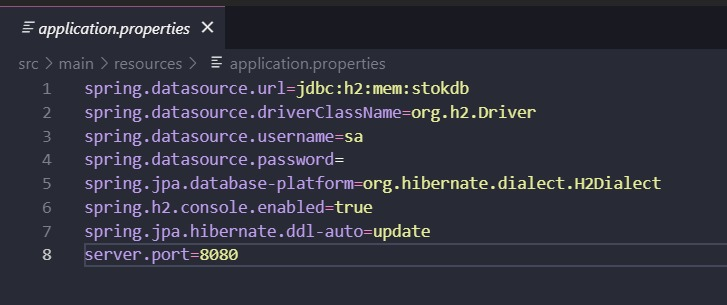 application.properties
src > main > resources > application.properties
1 spring.datasource.url=jdbc:h2:mem:stokdb
2 spring.datasource.driverClassName=org.h2.Driver
3 spring.datasource.username=sa
4 spring.datasource.password=
5 spring.jpa.database-platform=org.hibernate.dialect.H2Dialect
6 spring.h2.console.enabled=true
7 spring.jpa.hibernate.ddl-auto=update
8 server.port=8080